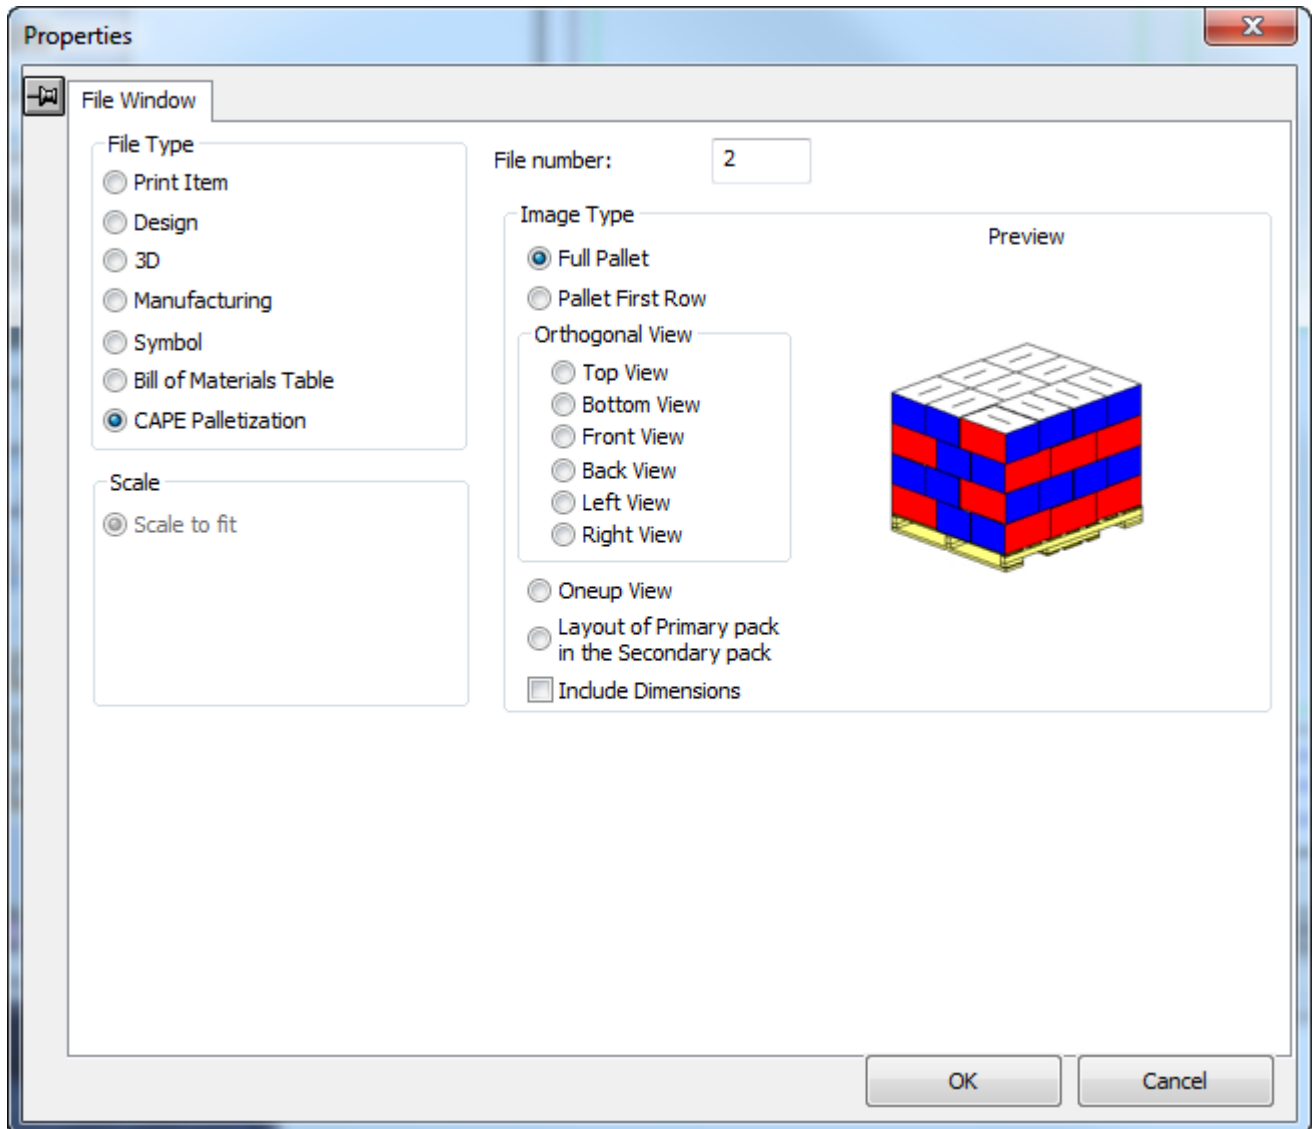 Properties
File Window
File Type
Print Item
Design
3D
Manufacturing
Symbol
Bill of Materials Table
CAPE Palletization
Scale
Scale to fit
File number:
2
Image Type
Preview
Full Pallet
Pallet First Row
Orthogonal View
Top View
Bottom View
Front View
Back View
Left View
Right View
Oneup View
Layout of Primary pack
in the Secondary pack
Include Dimensions
OK
Cancel